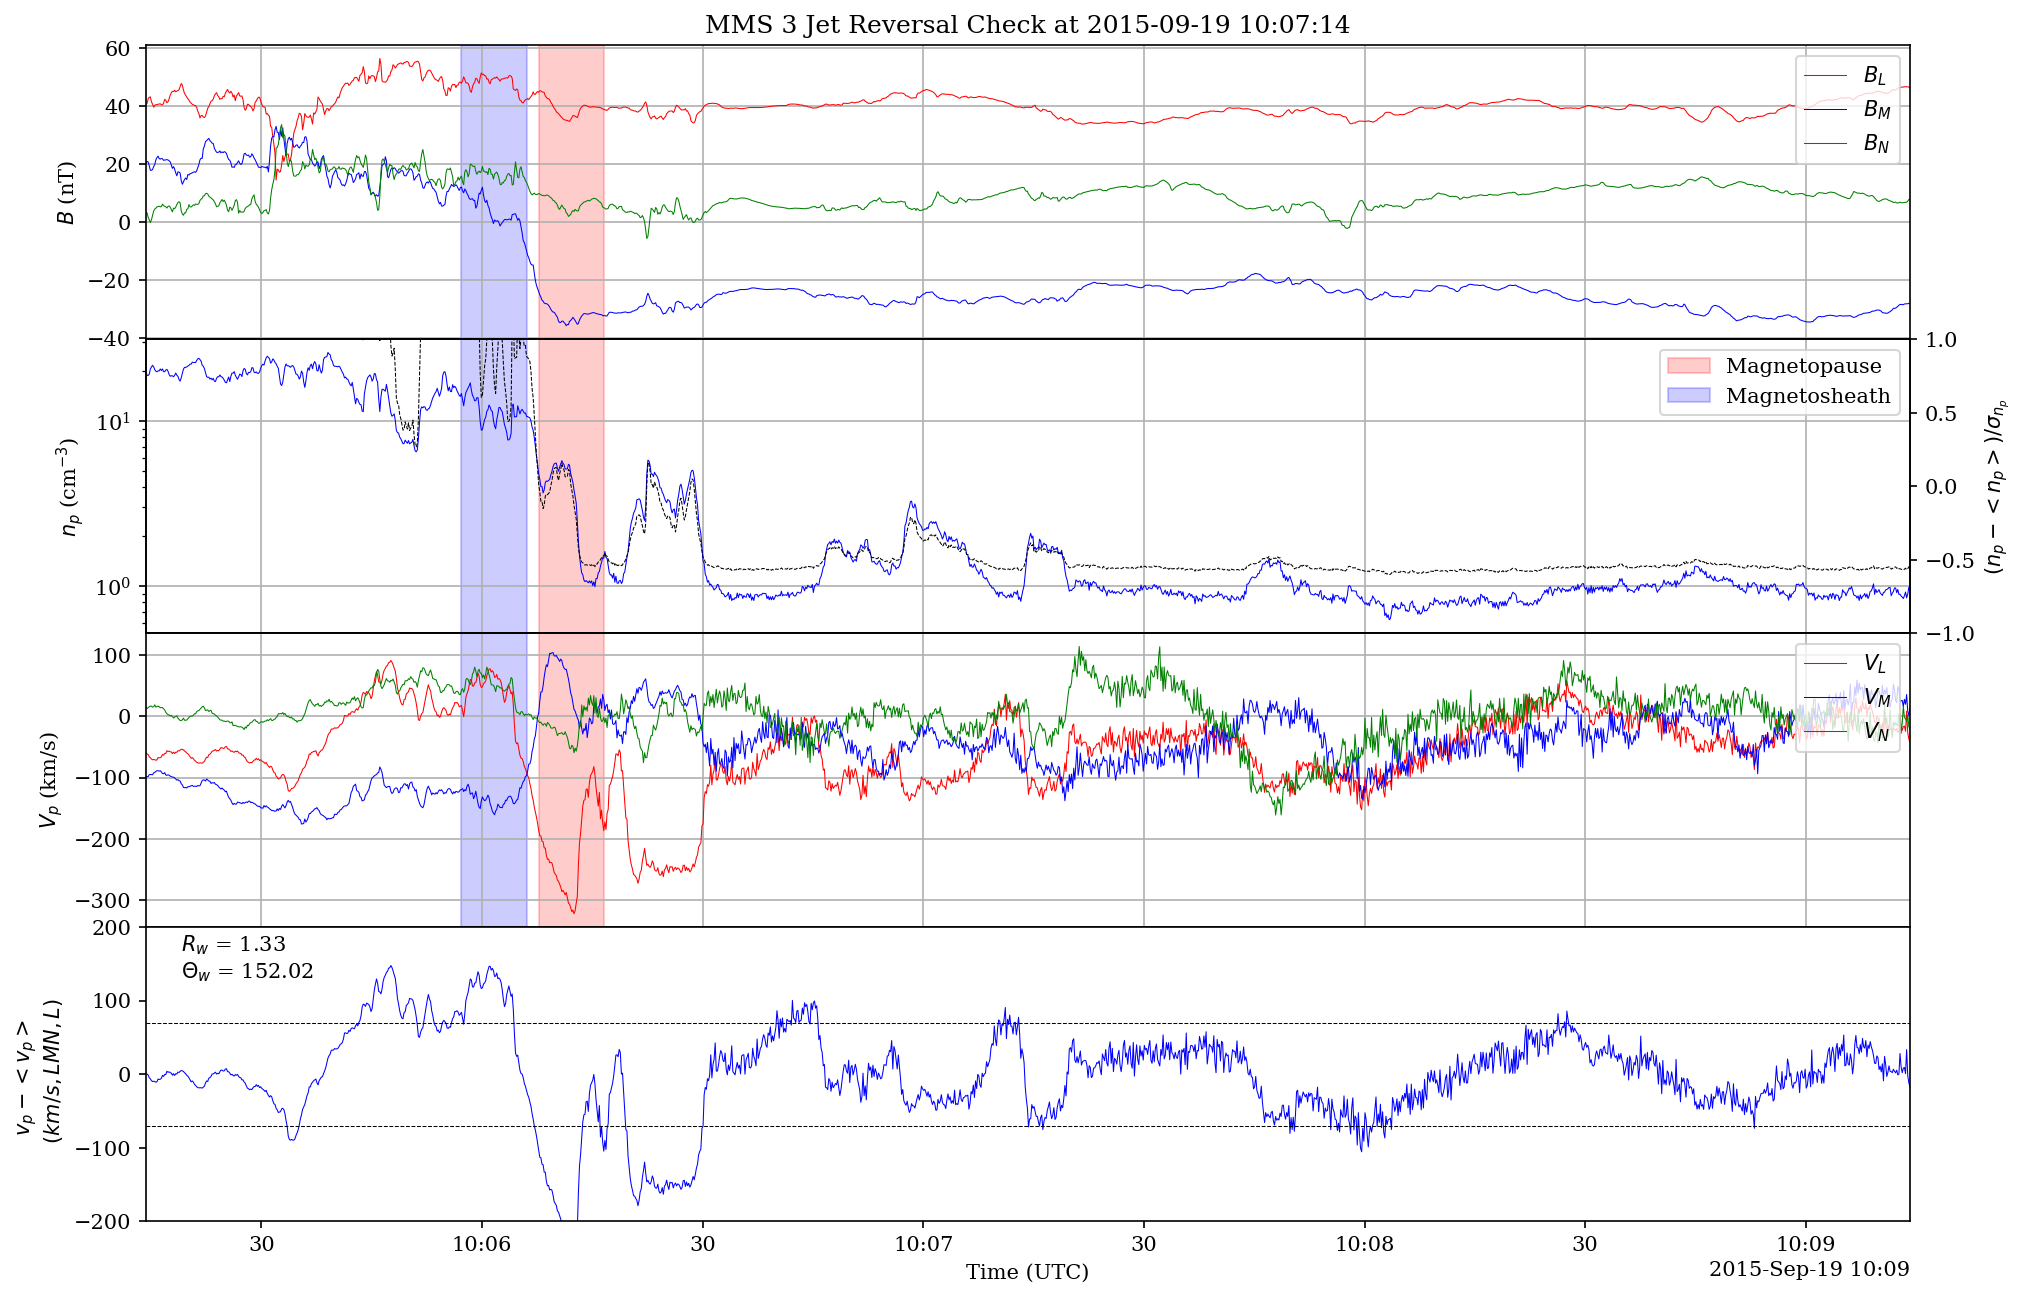 MMS 3 Jet Reversal Check at 2015-09-19 10:07:14
60
40
20
0
−20
−40
B (nT)
B_L
B_M
B_N
10^1
10^0
n_p (cm^−3)
Magnetopause
Magnetosheath
1.0
0.5
0.0
−0.5
−1.0
(n_p − < n_p >)/σ_{n_p}
100
0
−100
−200
−300
V_p (km/s)
V_L
V_M
V_N
200
100
0
−100
−200
v_p − < v_p >
(km/s, LMN, L)
R_w = 1.33
Θ_w = 152.02
30 10:06 30 10:07 30 10:08 30 10:09
Time (UTC)
2015-Sep-19 10:09